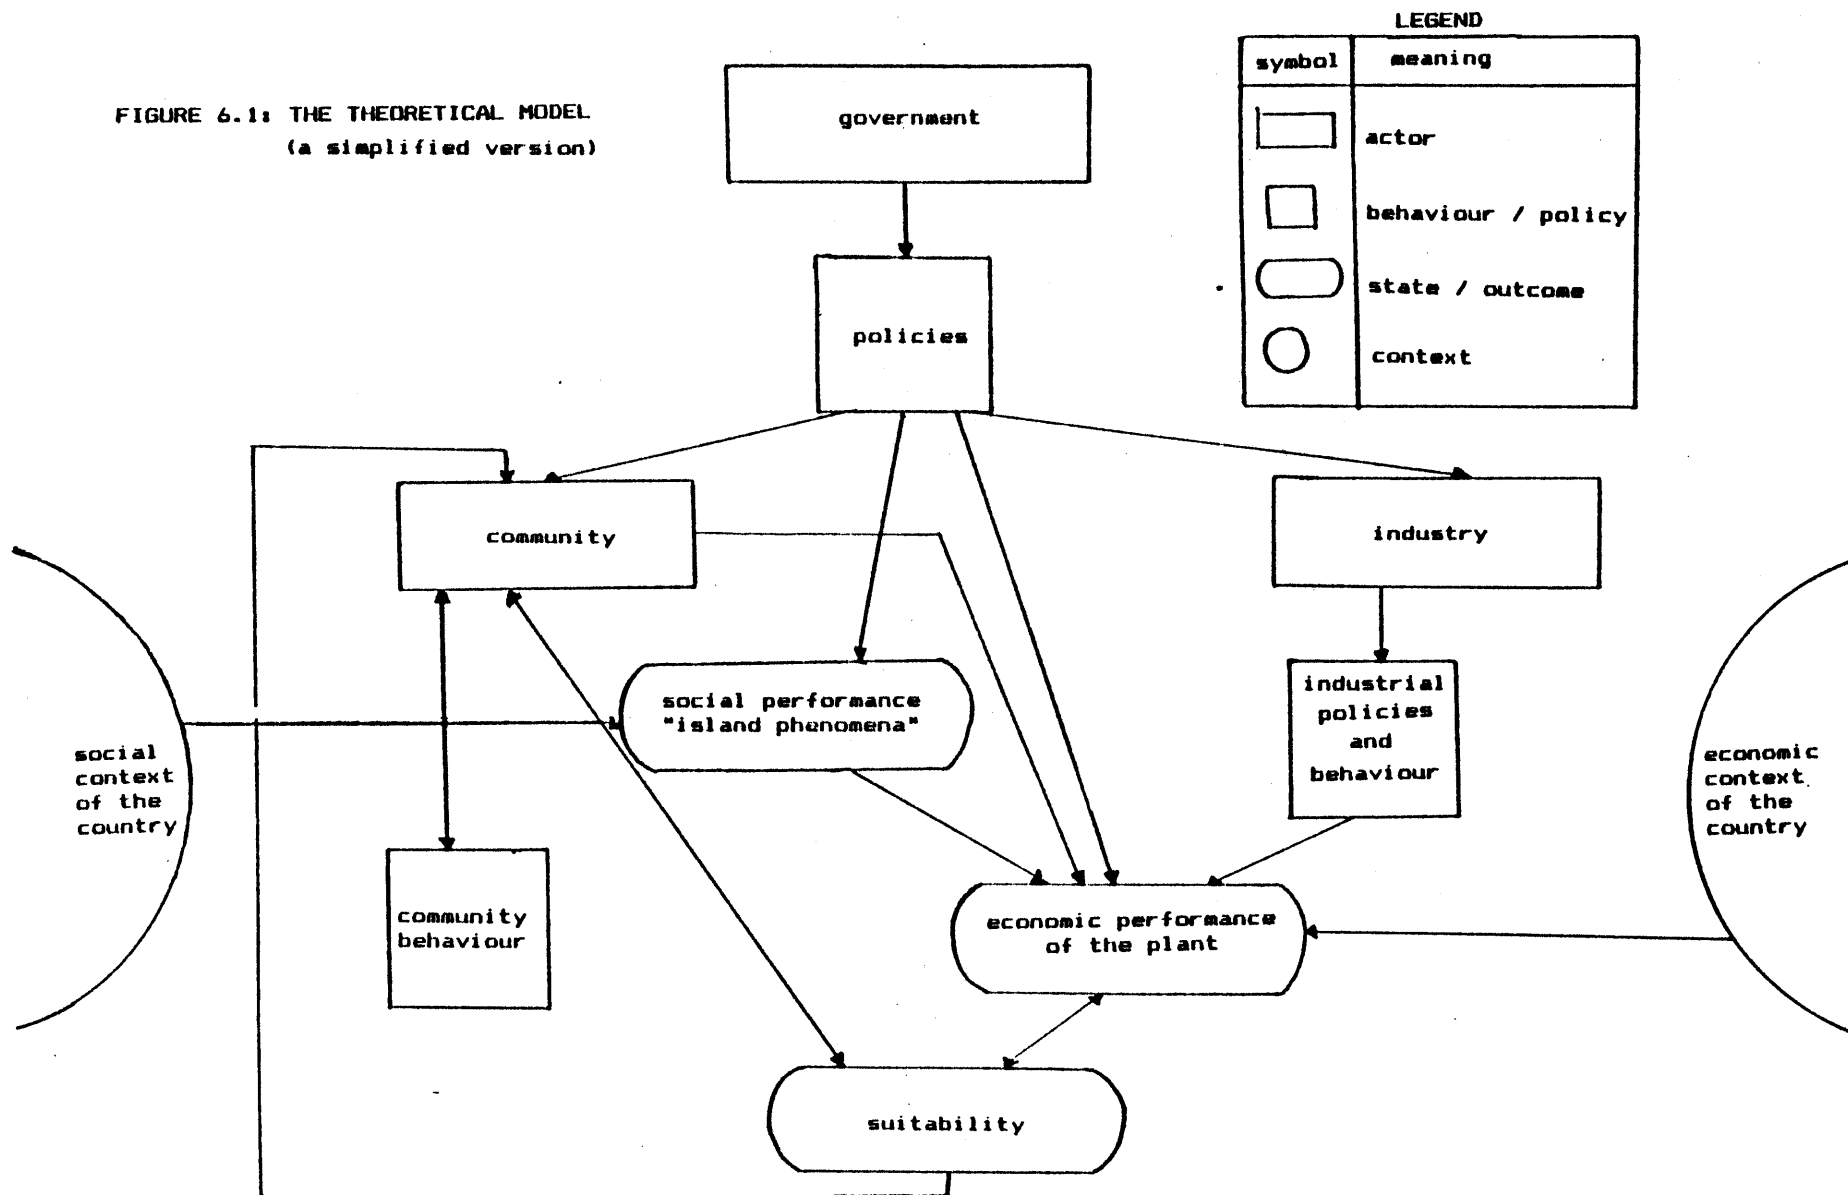 LEGEND
symbol meaning
actor
behaviour / policy
state / outcome
context
FIGURE 6.1: THE THEORETICAL MODEL
(a simplified version)
government
policies
community
industry
social performance
"island phenomena"
industrial
policies
and
behaviour
social
context
of the
country
economic
context
of the
country
community
behaviour
economic performance
of the plant
suitability